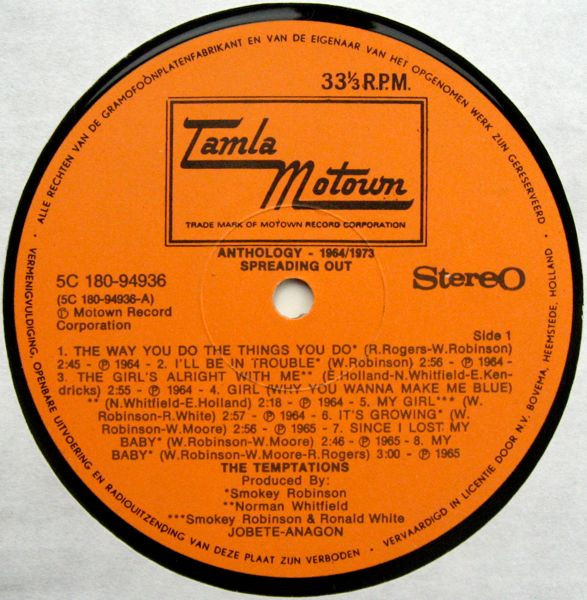 ALLE RECHTEN VAN DE GRAMOFOONPLATENFABRIKANT EN VAN DE EIGENAAR VAN HET OPGENOMEN WERK ZIJN GERESERVEERD •
33⅓ R.P.M.
Tamla
Motown
TRADE MARK OF MOTOWN RECORD CORPORATION
ANTHOLOGY - 1964/1973
SPREADING OUT
5C 180-94936
(5C 180-94936-A)
℗ Motown Record
Corporation
Stereo
Side 1
1. THE WAY YOU DO THE THINGS YOU DO* (R.Rogers-W.Robinson)
2:45 - ℗ 1964 - 2. I'LL BE IN TROUBLE* (W.Robinson) 2:56 - ℗ 1964
- 3. THE GIRL'S ALRIGHT WITH ME** (E.Holland-N.Whitfield-E.Ken-
dricks) 2:55 - ℗ 1964 - 4. GIRL (WHY YOU WANNA MAKE ME BLUE)
** (N.Whitfield-E.Holland) 2:18 - ℗ 1964 - 5. MY GIRL*** (W.
Robinson-R.White) 2:57 - ℗ 1964 - 6. IT'S GROWING* (W.
Robinson-W.Moore) 2:56 - ℗ 1965 - 7. SINCE I LOST MY
BABY* (W.Robinson-W.Moore) 2:46 - ℗ 1965 - 8. MY
BABY* (W.Robinson-W.Moore-R.Rogers) 3:00 - ℗ 1965
THE TEMPTATIONS
Produced By:
*Smokey Robinson
**Norman Whitfield
***Smokey Robinson & Ronald White
JOBETE-ANAGON
• VERMENIGVULDIGING, OPENBARE UITVOERING EN RADIOUITZENDING VAN DEZE PLAAT ZIJN VERBODEN •
VERVAARDIGD IN LICENTIE DOOR N.V. BOVEMA, HEEMSTEDE, HOLLAND